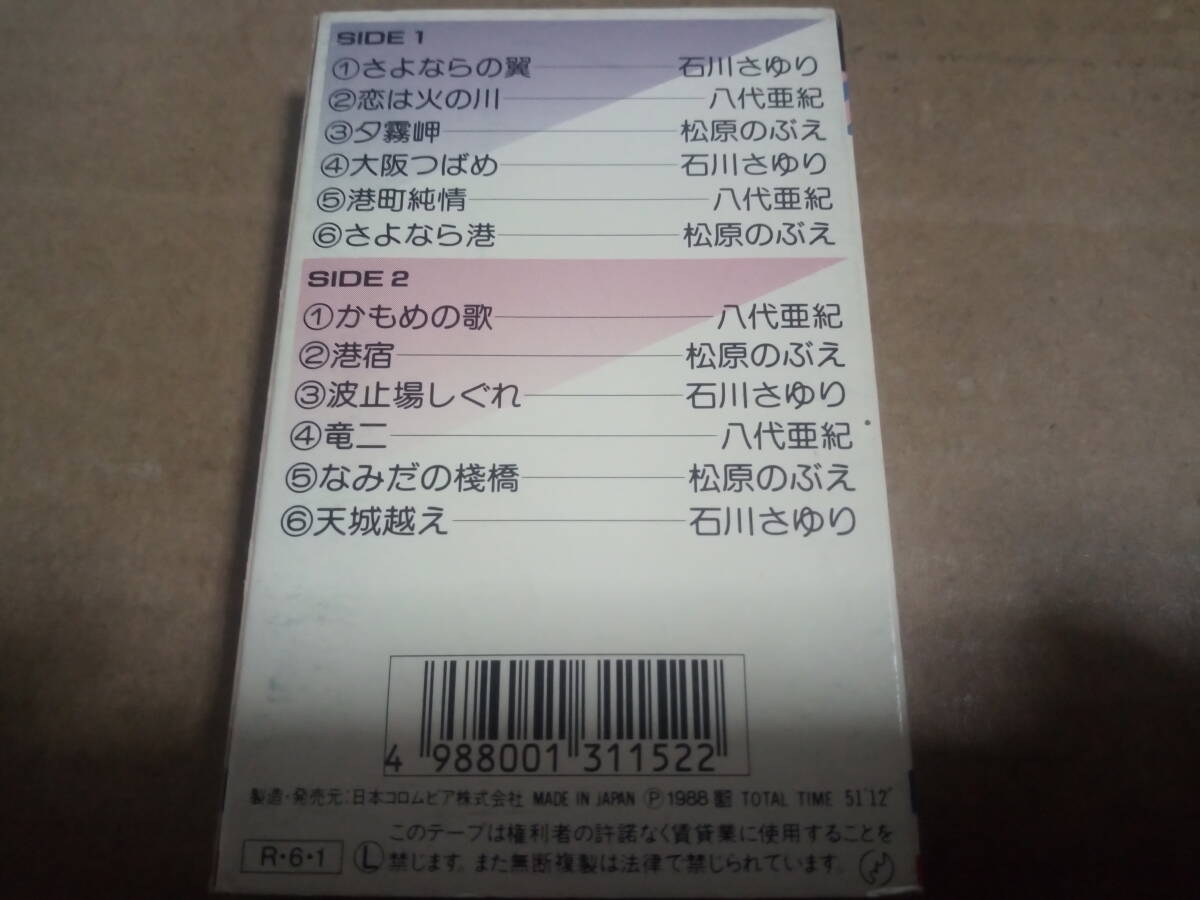 SIDE 1
①さよならの翼 石川さゆり
②恋は火の川 八代亜紀
③夕霧岬 松原のぶえ
④大阪つばめ 石川さゆり
⑤港町純情 八代亜紀
⑥さよなら港 松原のぶえ
SIDE 2
①かもめの歌 八代亜紀
②港宿 松原のぶえ
③波止場しぐれ 石川さゆり
④竜二 八代亜紀
⑤なみだの棧橋 松原のぶえ
⑥天城越え 石川さゆり
4 988001 311522
製造・発売元:日本コロムビア株式会社 MADE IN JAPAN Ⓟ1988 TOTAL TIME 51'12"
R・6・1 Ⓛ このテープは権利者の許諾なく賃貸業に使用することを
禁じます。また無断複製は法律で禁じられています。